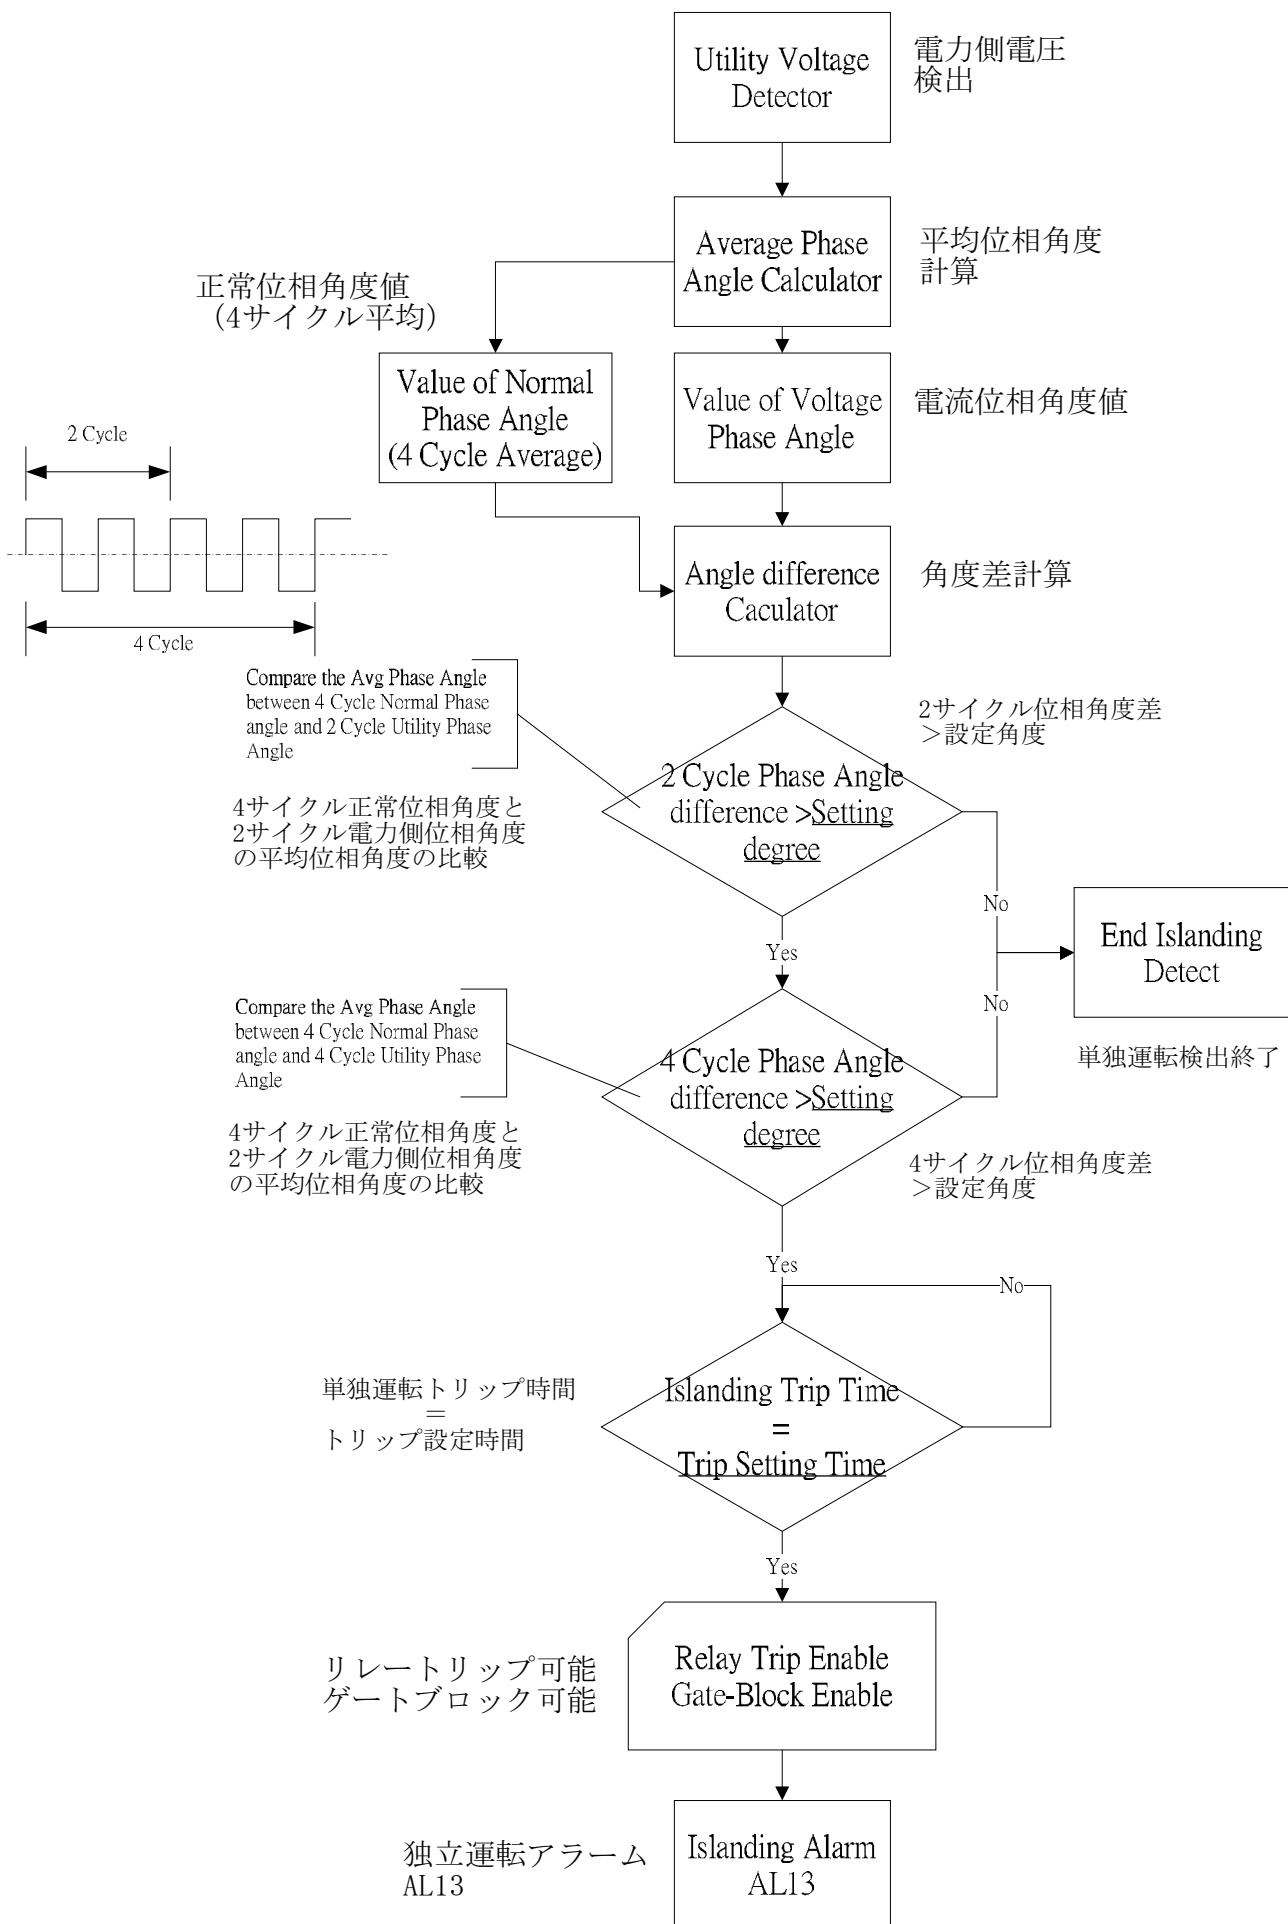 Utility Voltage
Detector
電力側電圧
検出
Average Phase
Angle Calculator
平均位相角度
計算
正常位相角度値
（4サイクル平均）
Value of Normal
Phase Angle
(4 Cycle Average)
Value of Voltage
Phase Angle
電流位相角度値
2 Cycle
4 Cycle
Angle difference
Caculator
角度差計算
Compare the Avg Phase Angle
between 4 Cycle Normal Phase
angle and 2 Cycle Utility Phase
Angle
4サイクル正常位相角度と
2サイクル電力側位相角度
の平均位相角度の比較
2サイクル位相角度差
＞設定角度
2 Cycle Phase Angle
difference >Setting
degree
No
Yes
End Islanding
Detect
単独運転検出終了
No
Compare the Avg Phase Angle
between 4 Cycle Normal Phase
angle and 4 Cycle Utility Phase
Angle
4サイクル正常位相角度と
2サイクル電力側位相角度
の平均位相角度の比較
4 Cycle Phase Angle
difference >Setting
degree
4サイクル位相角度差
＞設定角度
Yes
No
単独運転トリップ時間
＝
トリップ設定時間
Islanding Trip Time
=
Trip Setting Time
Yes
リレートリップ可能
ゲートブロック可能
Relay Trip Enable
Gate-Block Enable
独立運転アラーム
AL13
Islanding Alarm
AL13